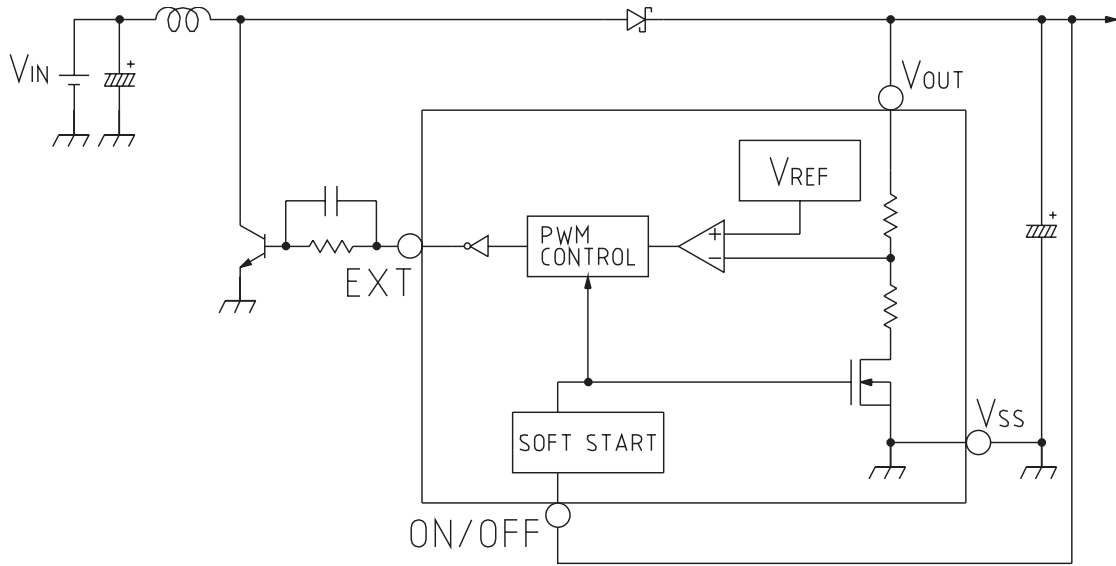 VIN
+
VOUT
VREF
+
PWM
CONTROL
+
−
EXT
VSS
SOFT START
ON/OFF